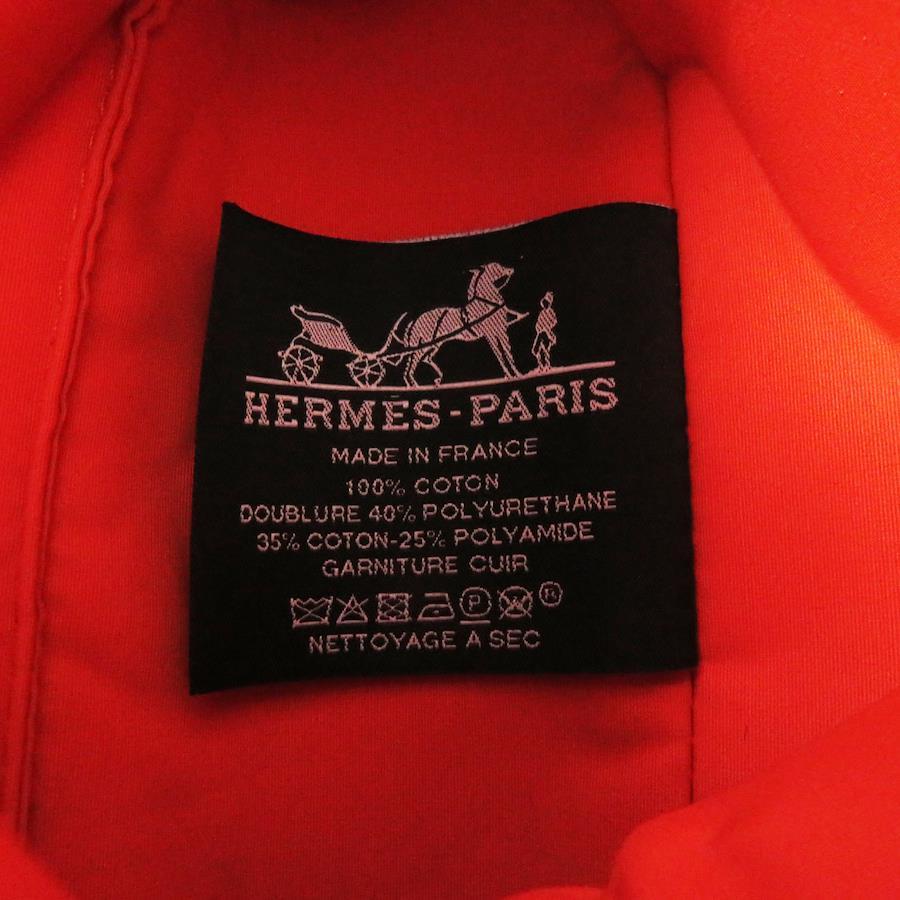 HERMÈS-PARIS
MADE IN FRANCE
100% COTON
DOUBLURE 40% POLYURETHANE
35% COTON-25% POLYAMIDE
GARNITURE CUIR
P ®
NETTOYAGE A SEC